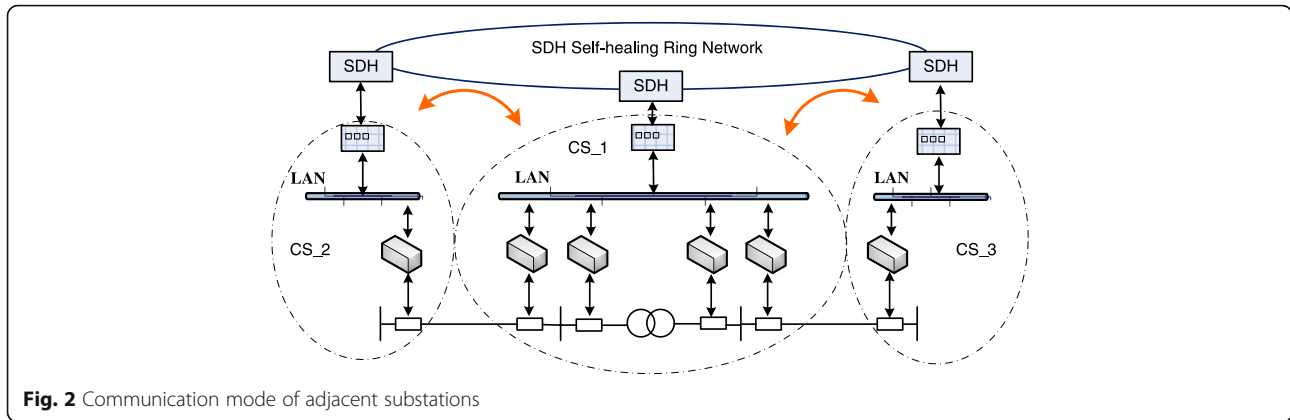 SDH Self-healing Ring Network
SDH
SDH
SDH
CS_1
LAN
LAN
LAN
CS_2
CS_3
Fig. 2 Communication mode of adjacent substations